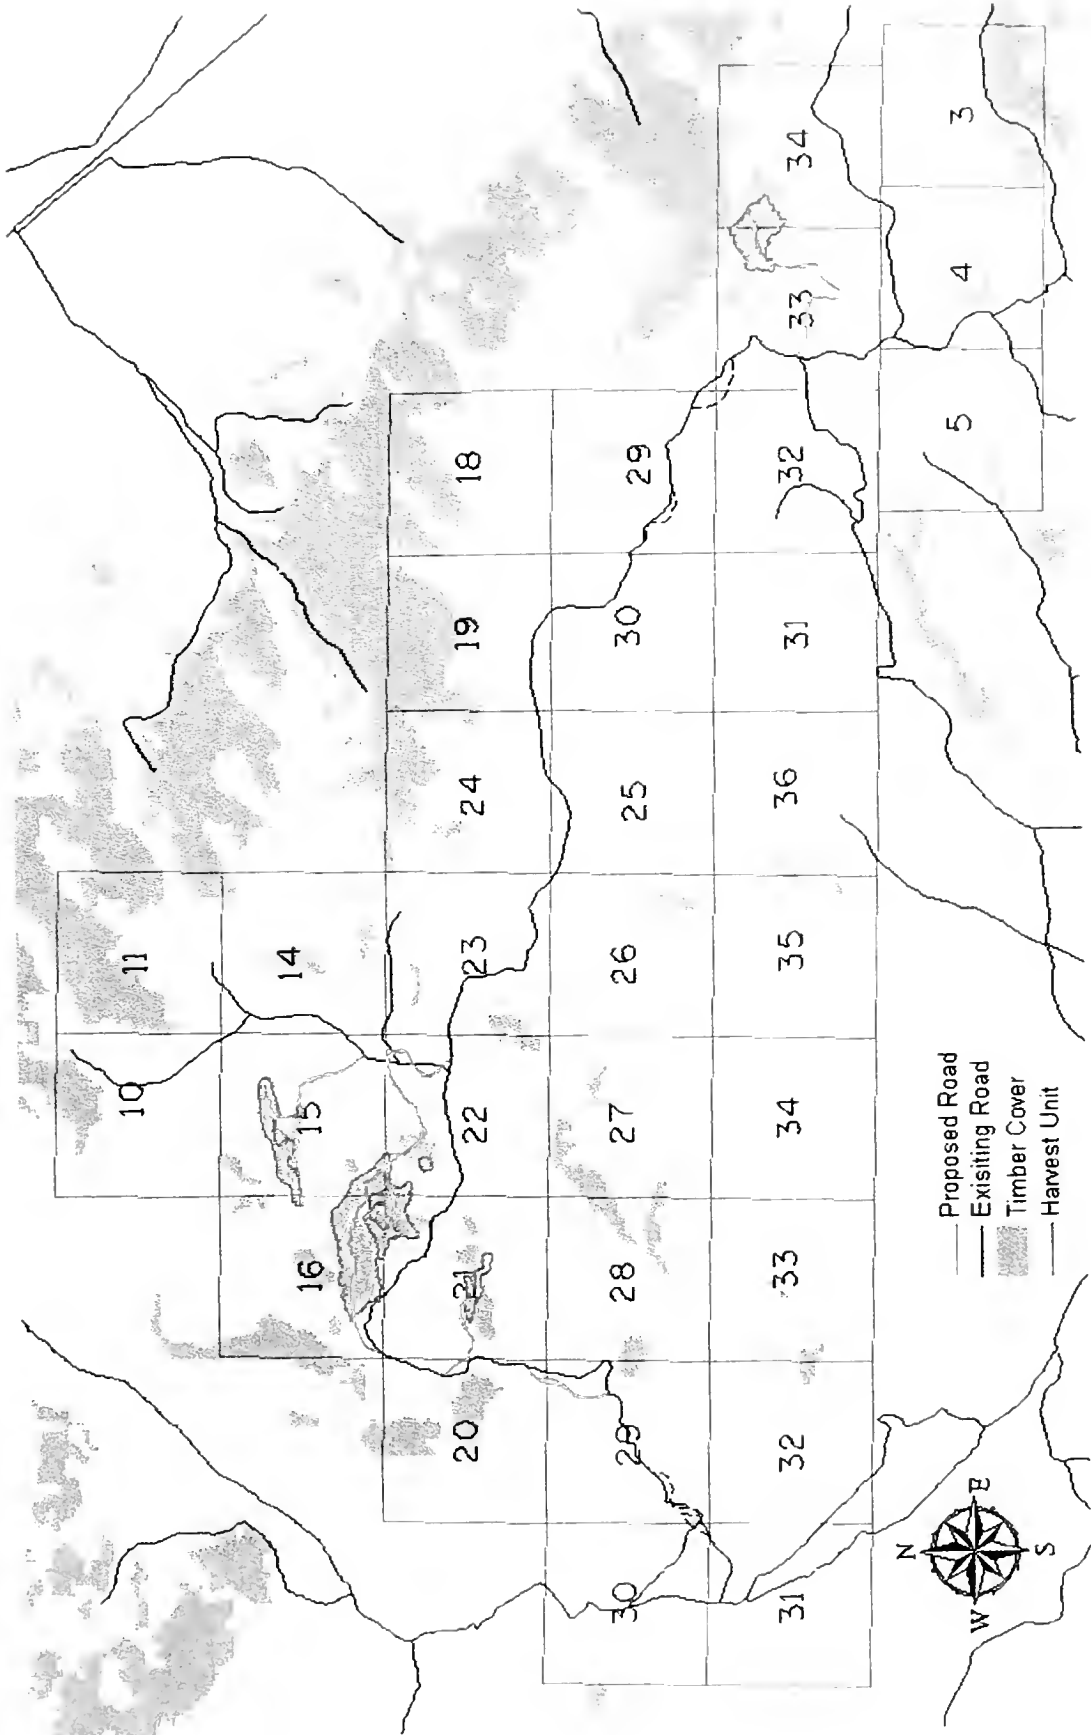 10 11
16 15 14
20 21 22 23 24 19 18
30 29 28 27 26 25 30 29
31 32 33 34 35 36 31 32 33 34
5 4 3
N
W E
S
Proposed Road
Exisiting Road
Timber Cover
Harvest Unit